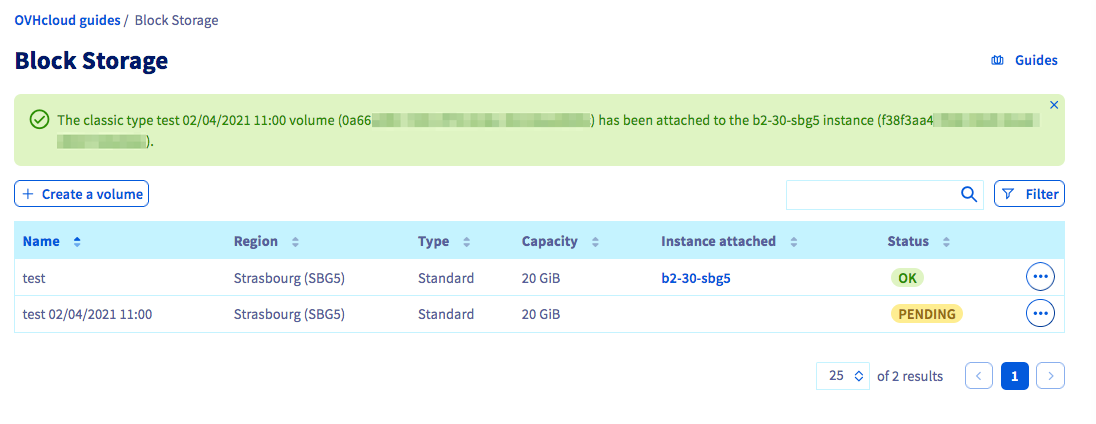 OVHcloud guides / Block Storage
Block Storage
Guides
The classic type test 02/04/2021 11:00 volume (0a66 ) has been attached to the b2-30-sbg5 instance (f38f3aa4
).
+ Create a volume
Filter
Name Region Type Capacity Instance attached Status
test Strasbourg (SBG5) Standard 20 GiB b2-30-sbg5 OK
test 02/04/2021 11:00 Strasbourg (SBG5) Standard 20 GiB PENDING
25 of 2 results 1